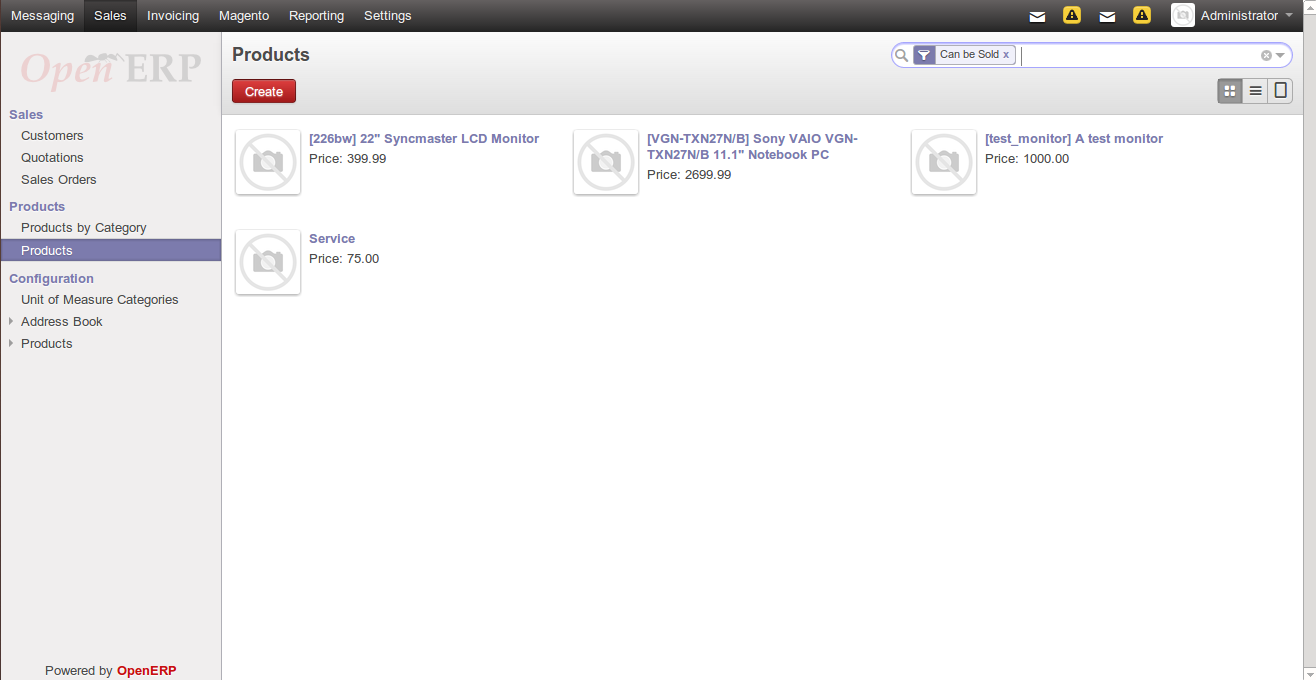 Messaging Sales Invoicing Magento Reporting Settings Administrator
Open ERP
Sales
Customers
Quotations
Sales Orders
Products
Products by Category
Products
Configuration
Unit of Measure Categories
Address Book
Products
Powered by OpenERP
Products
Can be Sold x
Create
[226bw] 22" Syncmaster LCD Monitor
Price: 399.99
[VGN-TXN27N/B] Sony VAIO VGN-
TXN27N/B 11.1" Notebook PC
Price: 2699.99
[test_monitor] A test monitor
Price: 1000.00
Service
Price: 75.00